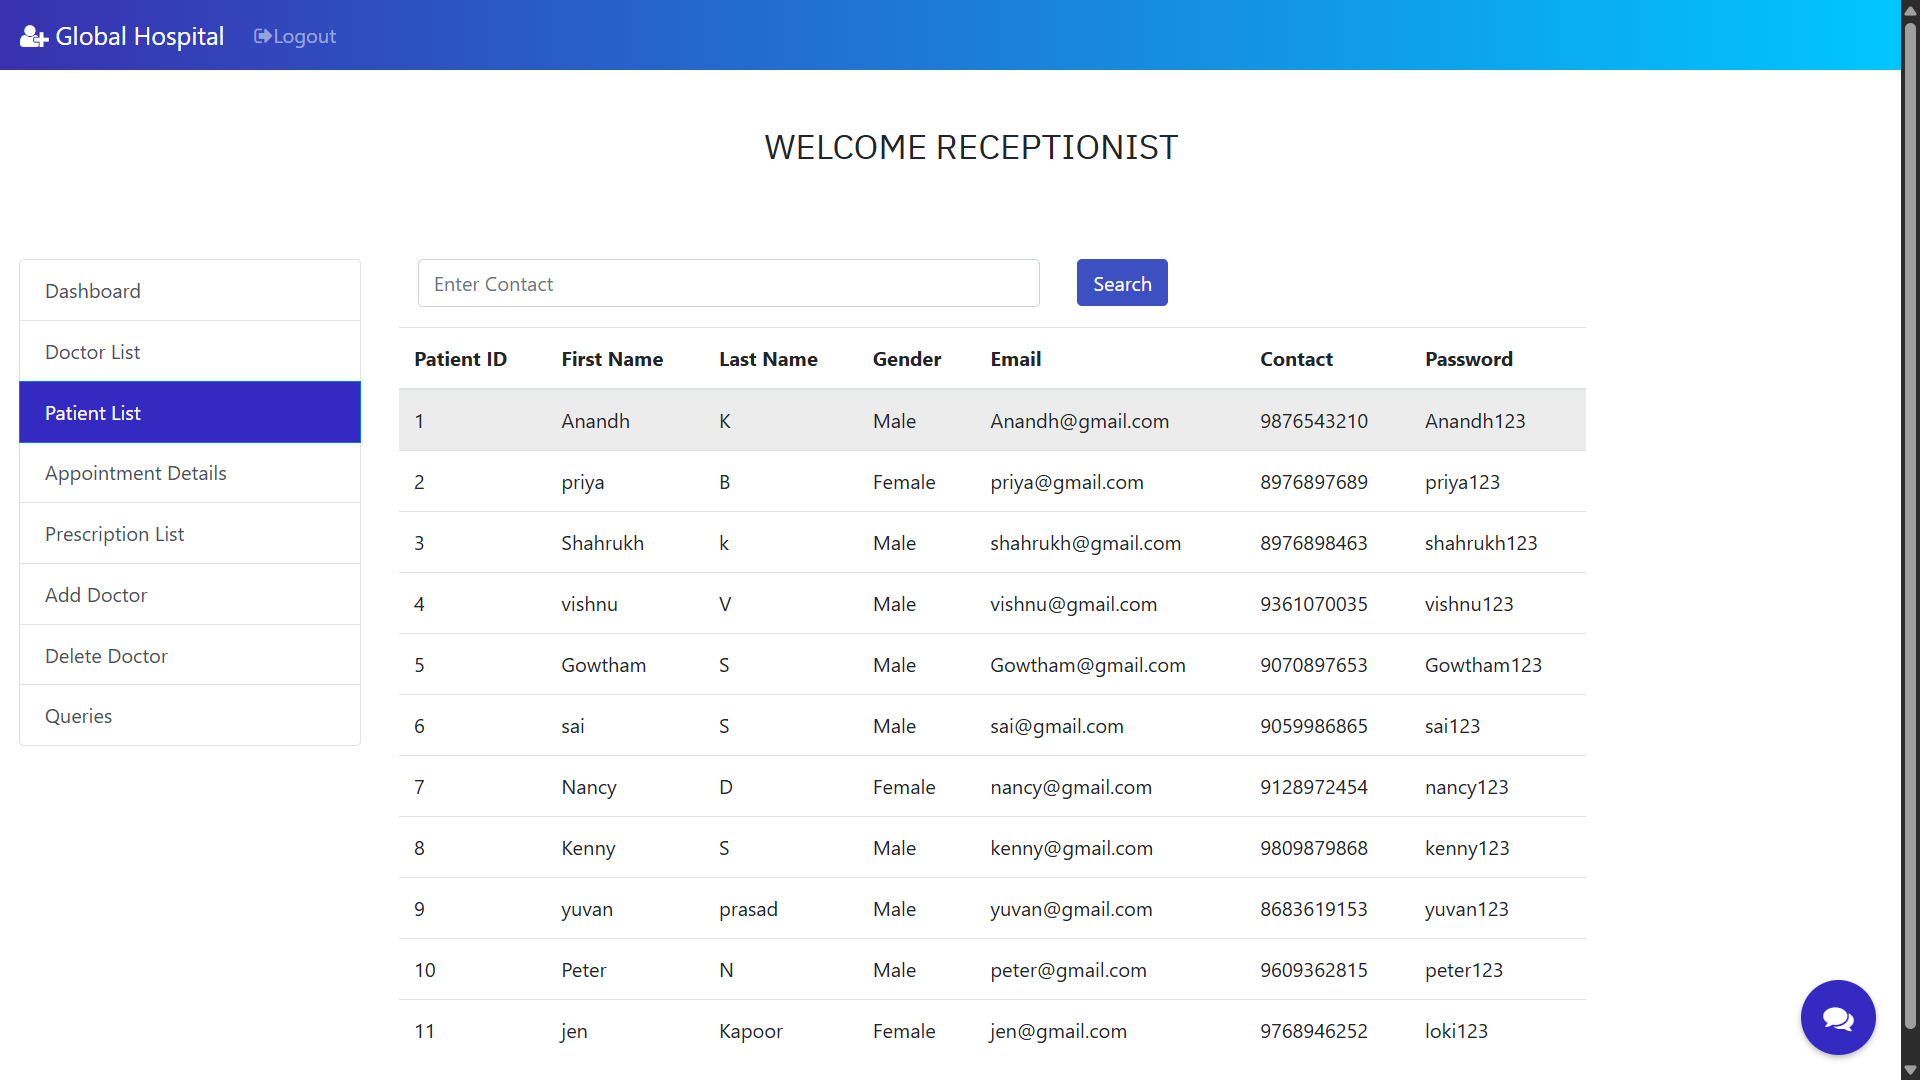 Global Hospital Logout
WELCOME RECEPTIONIST
Dashboard
Doctor List
Patient List
Appointment Details
Prescription List
Add Doctor
Delete Doctor
Queries
Enter Contact Search
Patient ID First Name Last Name Gender Email Contact Password
1 Anandh K Male Anandh@gmail.com 9876543210 Anandh123
2 priya B Female priya@gmail.com 8976897689 priya123
3 Shahrukh k Male shahrukh@gmail.com 8976898463 shahrukh123
4 vishnu V Male vishnu@gmail.com 9361070035 vishnu123
5 Gowtham S Male Gowtham@gmail.com 9070897653 Gowtham123
6 sai S Male sai@gmail.com 9059986865 sai123
7 Nancy D Female nancy@gmail.com 9128972454 nancy123
8 Kenny S Male kenny@gmail.com 9809879868 kenny123
9 yuvan prasad Male yuvan@gmail.com 8683619153 yuvan123
10 Peter N Male peter@gmail.com 9609362815 peter123
11 jen Kapoor Female jen@gmail.com 9768946252 loki123